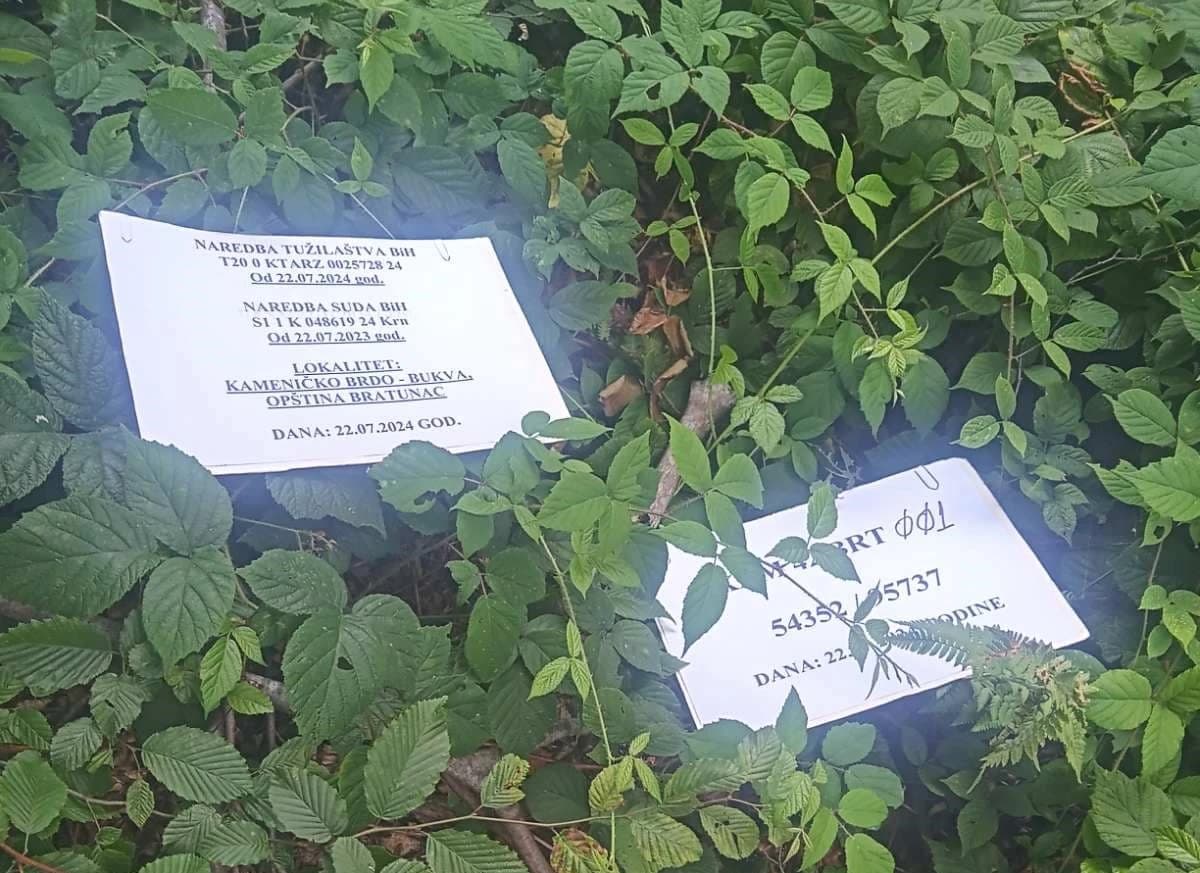 NAREDBA TUŽILAŠTVA BiH
T20 0 KTARZ 0025728 24
Od 22.07.2024 god.
NAREDBA SUDA BiH
S1 1 K 048619 24 Krn
Od 22.07.2023 god.
LOKALITET:
KAMENIČKO BRDO - BUKVA,
OPŠTINA BRATUNAC
DANA: 22.07.2024 GOD.
001
54352 /
DANA: